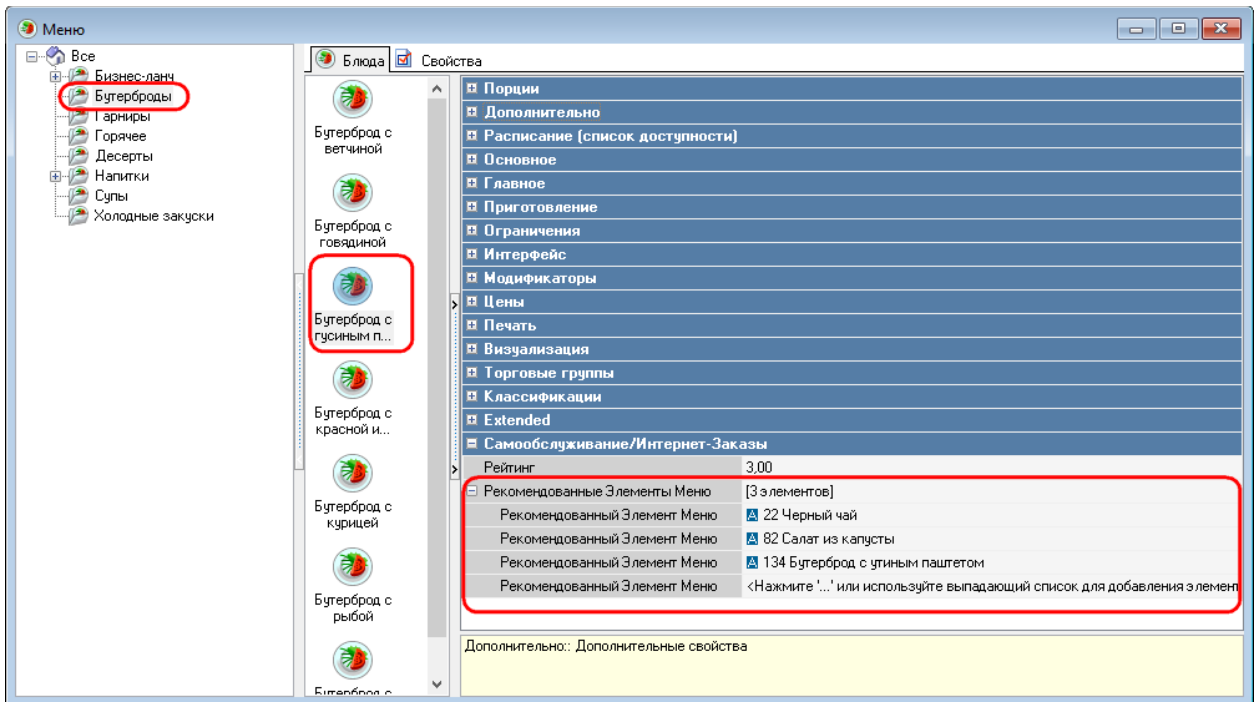 Меню
Все
Бизнес-ланч
Бутерброды
Гарниры
Горячее
Десерты
Напитки
Супы
Холодные закуски
Блюда
Свойства
Бутерброд с
ветчиной
Бутерброд с
говядиной
Бутерброд с
гусиным п...
Бутерброд с
красной и...
Бутерброд с
курицей
Бутерброд с
рыбой
Бутерброд с
Порции
Дополнительно
Расписание (список доступности)
Основное
Главное
Приготовление
Ограничения
Интерфейс
Модификаторы
Цены
Печать
Визуализация
Торговые группы
Классификации
Extended
Самообслуживание/Интернет-Заказы
Рейтинг 3,00
Рекомендованные Элементы Меню [3 элементов]
Рекомендованный Элемент Меню A 22 Черный чай
Рекомендованный Элемент Меню A 82 Салат из капусты
Рекомендованный Элемент Меню A 134 Бутерброд с утиным паштетом
Рекомендованный Элемент Меню <Нажмите '...' или используйте выпадающий список для добавления элемент
Дополнительно:: Дополнительные свойства